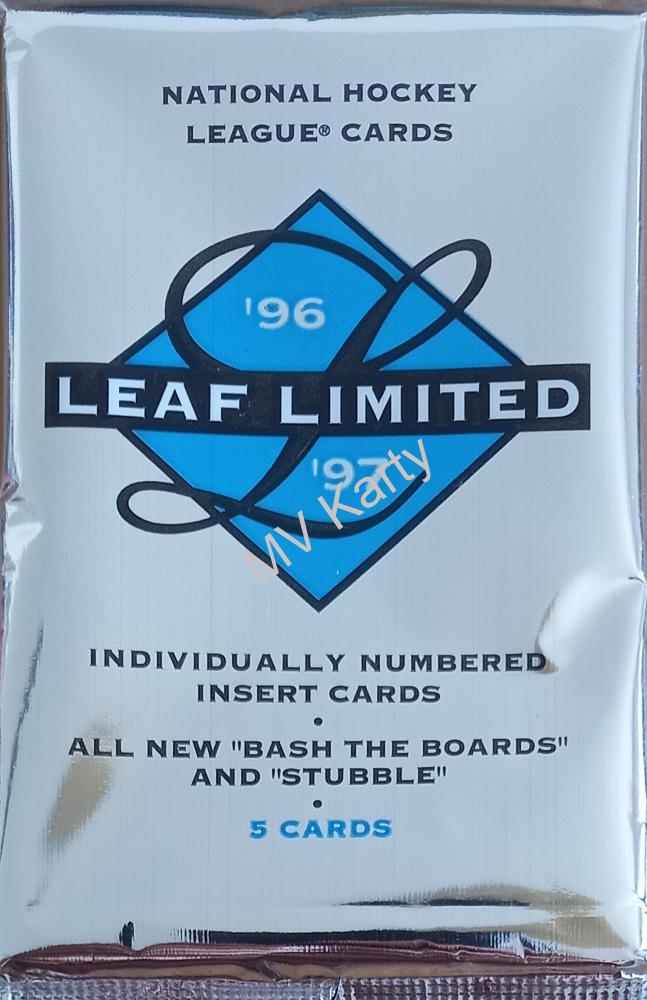 NATIONAL HOCKEY
LEAGUE® CARDS
'96
LEAF LIMITED
'97
MV Karty
INDIVIDUALLY NUMBERED
INSERT CARDS
•
ALL NEW "BASH THE BOARDS"
AND "STUBBLE"
•
5 CARDS